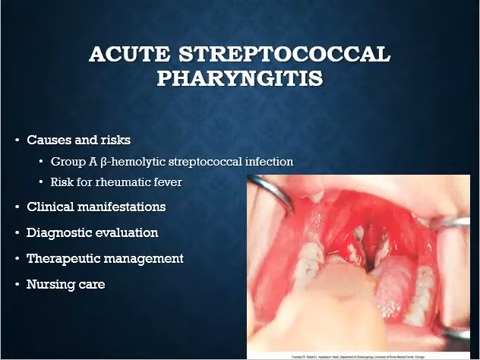 ACUTE STREPTOCOCCAL
PHARYNGITIS
• Causes and risks
• Group A β-hemolytic streptococcal infection
• Risk for rheumatic fever
• Clinical manifestations
• Diagnostic evaluation
• Therapeutic management
• Nursing care